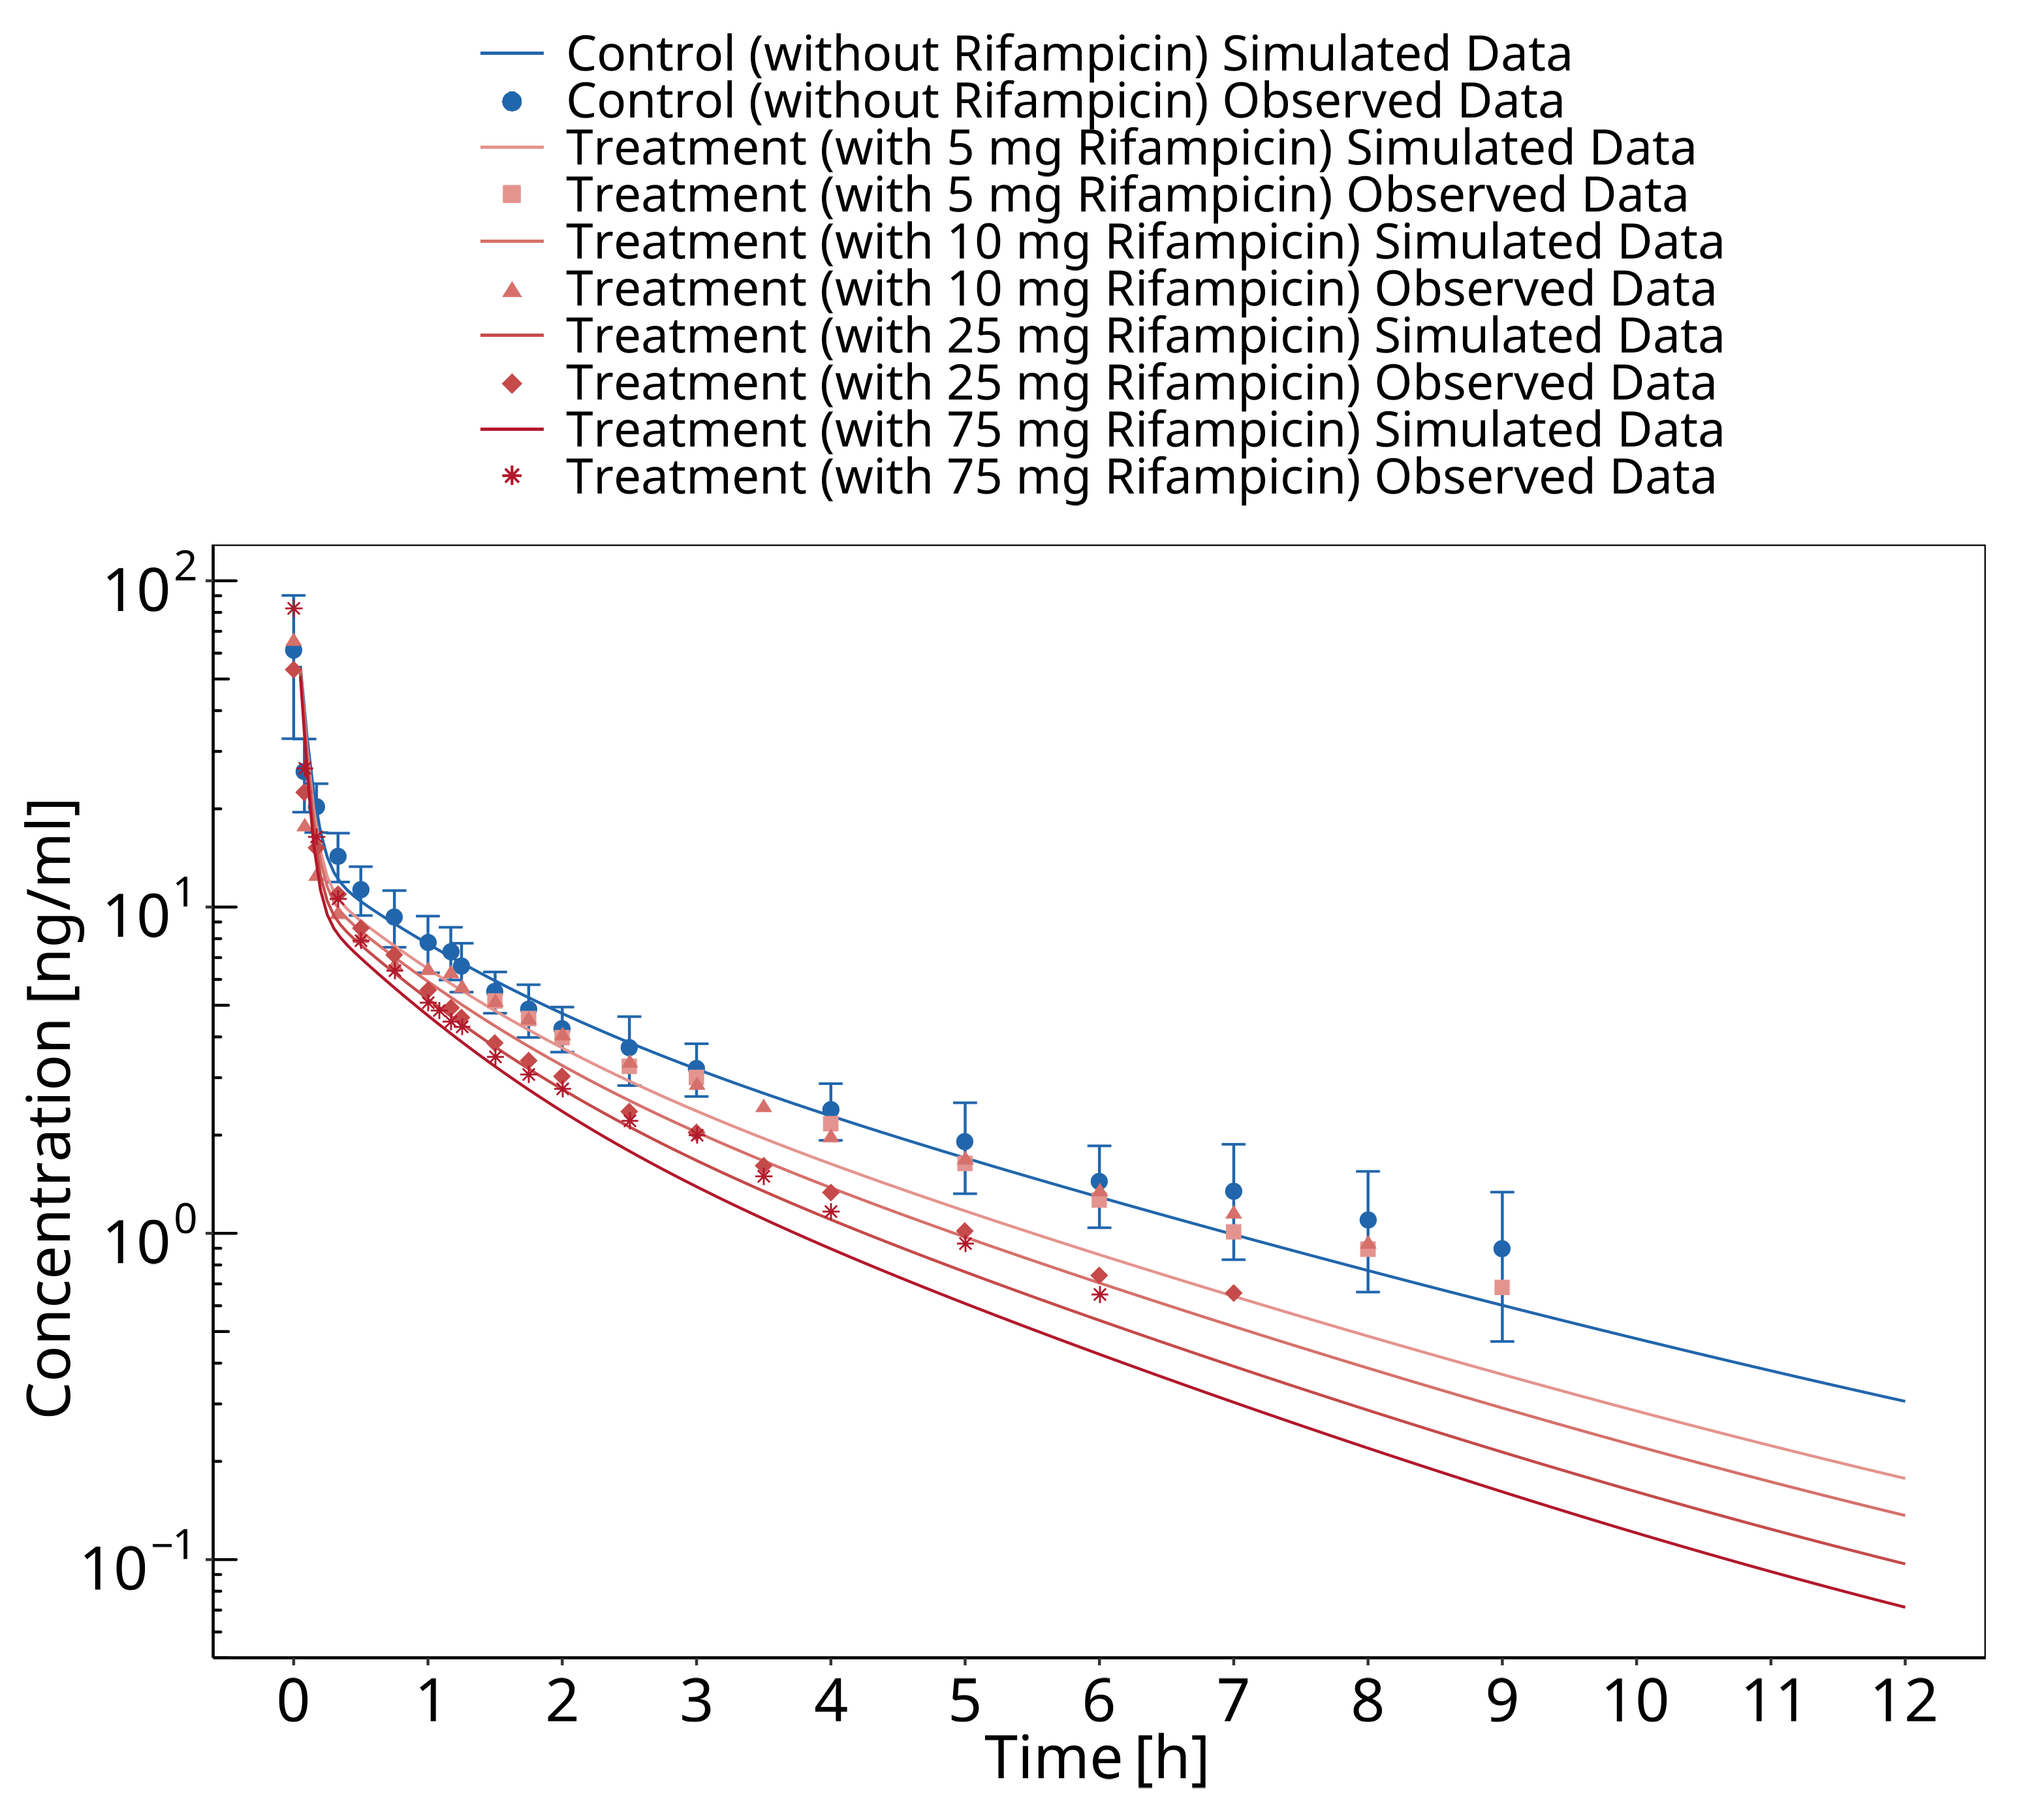 Control (without Rifampicin) Simulated Data
Control (without Rifampicin) Observed Data
Treatment (with 5 mg Rifampicin) Simulated Data
Treatment (with 5 mg Rifampicin) Observed Data
Treatment (with 10 mg Rifampicin) Simulated Data
Treatment (with 10 mg Rifampicin) Observed Data
Treatment (with 25 mg Rifampicin) Simulated Data
Treatment (with 25 mg Rifampicin) Observed Data
Treatment (with 75 mg Rifampicin) Simulated Data
Treatment (with 75 mg Rifampicin) Observed Data
Concentration [ng/ml]
10²
10¹
10⁰
10⁻¹
0 1 2 3 4 5 6 7 8 9 10 11 12
Time [h]